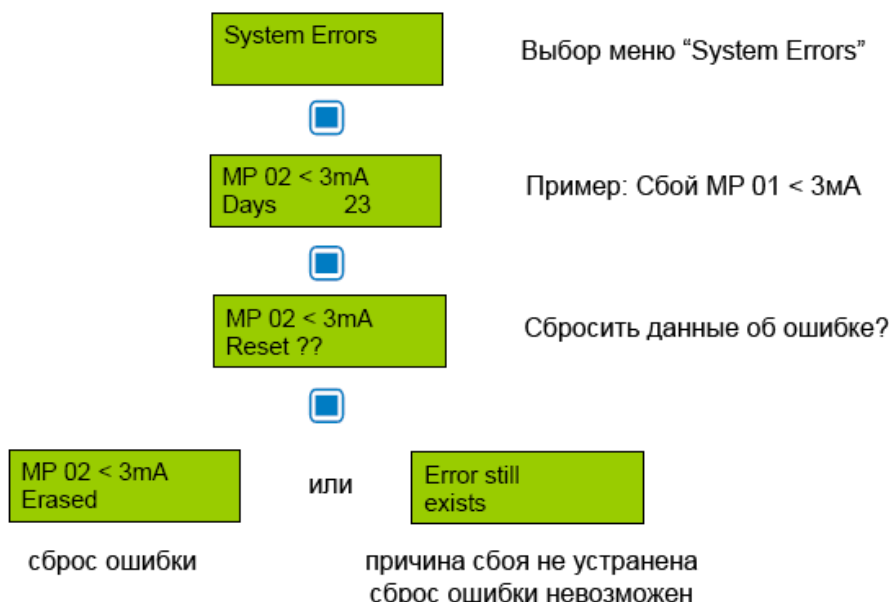 System Errors
Выбор меню “System Errors”
MP 02 < 3mA
Days 23
Пример: Сбой MP 01 < 3мА
MP 02 < 3mA
Reset ??
Сбросить данные об ошибке?
MP 02 < 3mA
Erased
или
Error still
exists
сброс ошибки
причина сбоя не устранена
сброс ошибки невозможен